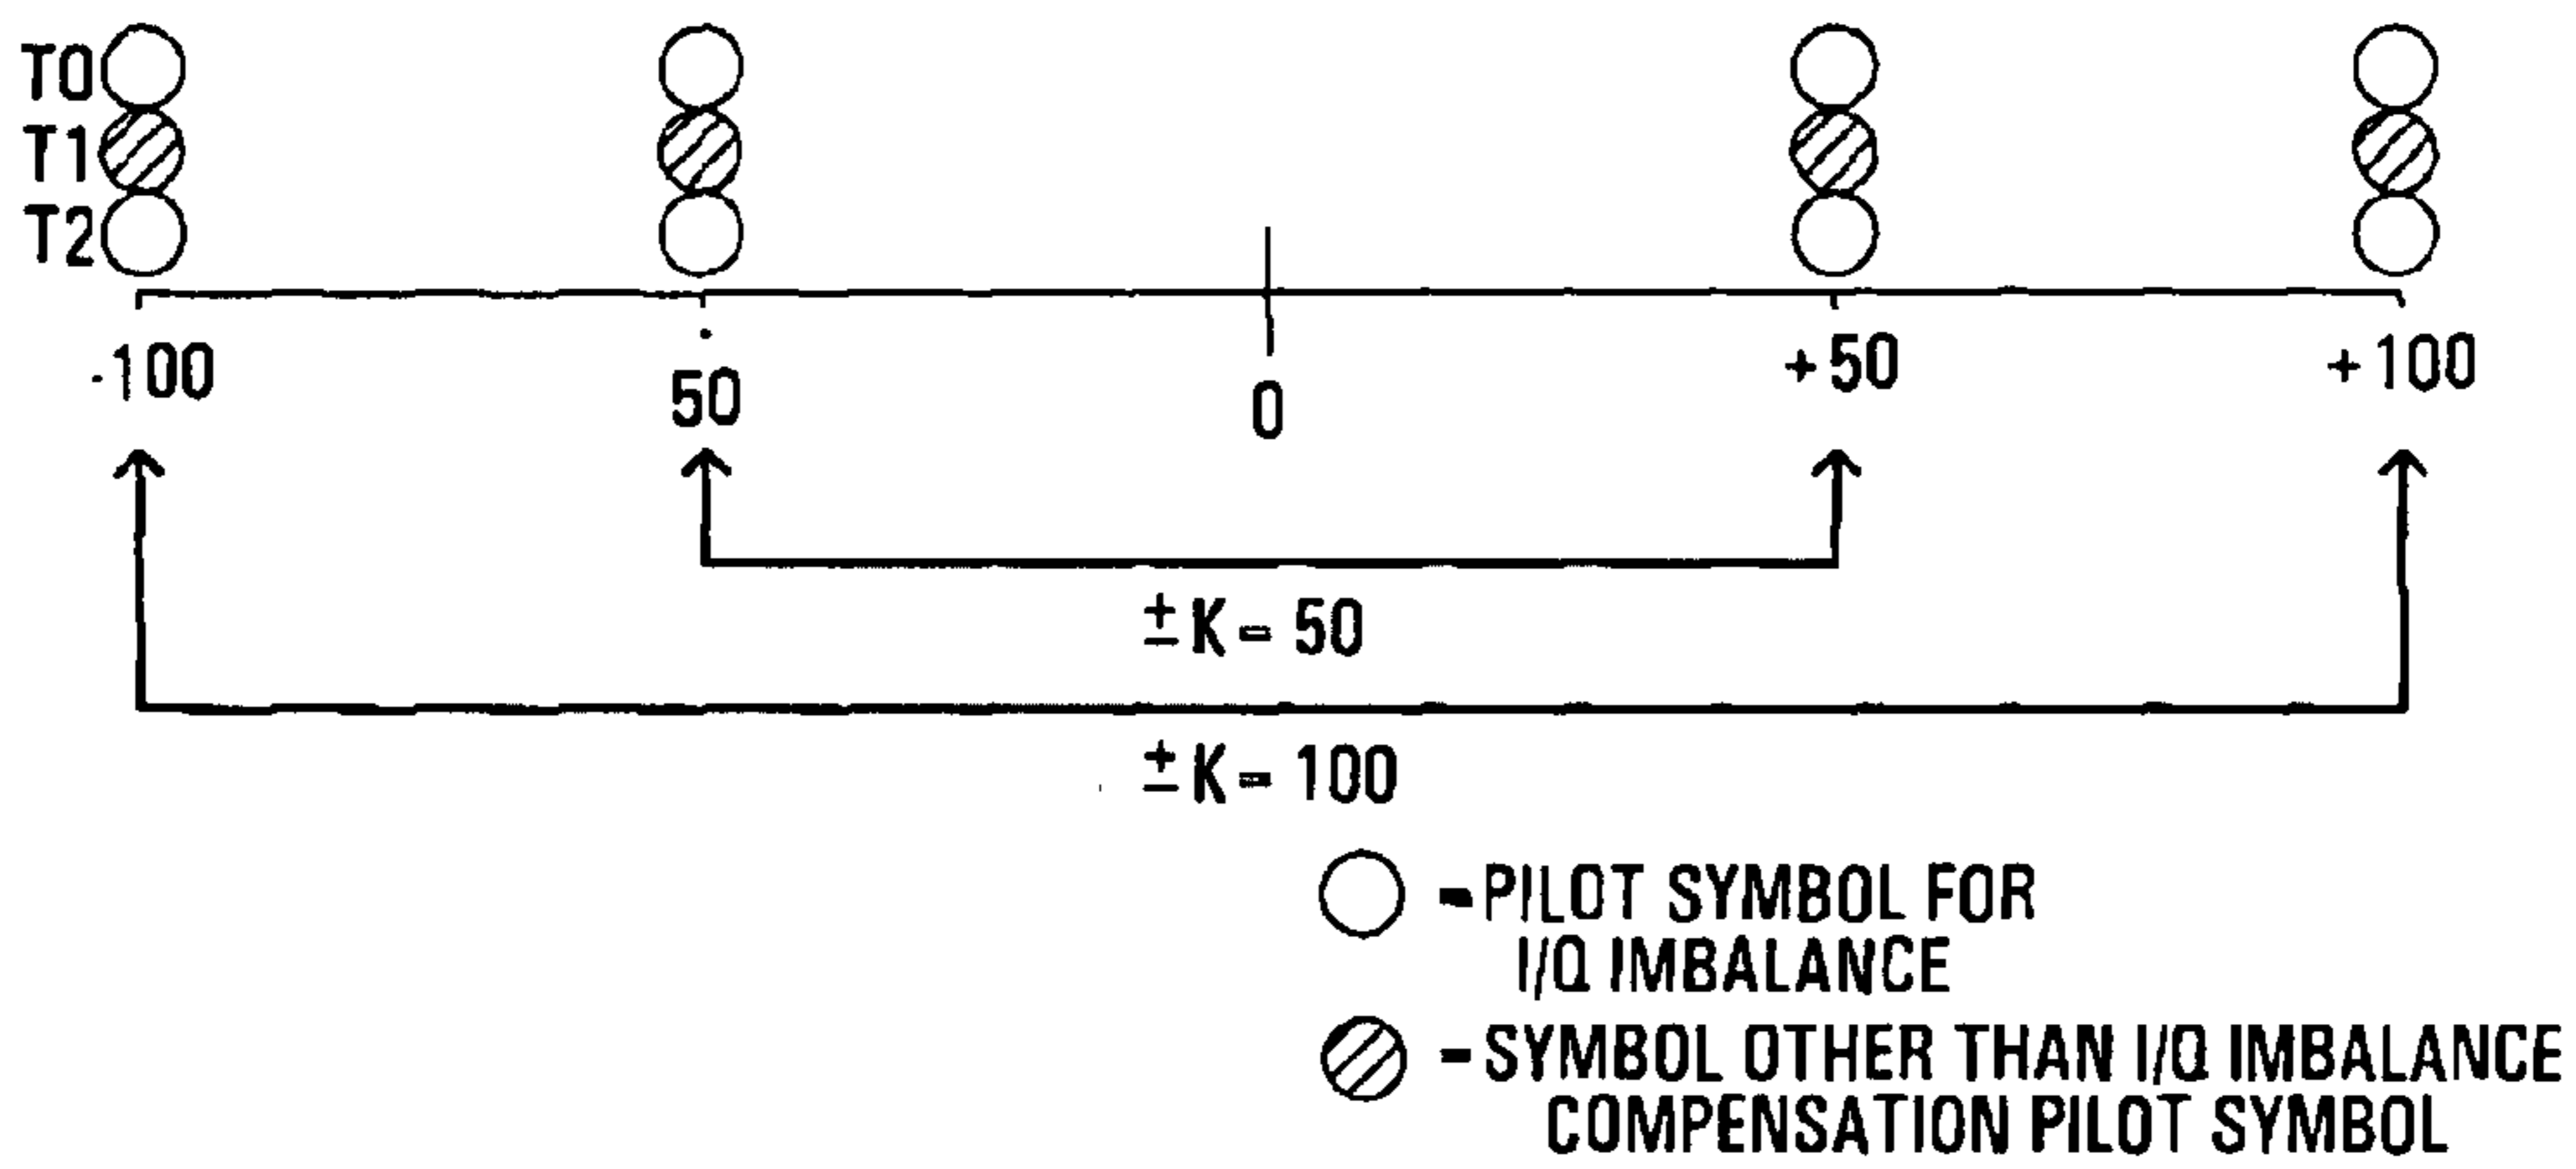 T0
T1
T2
-100
-
50
0
+50
+100
±K= 50
±K= 100
-PILOT SYMBOL FOR
I/Q IMBALANCE
-SYMBOL OTHER THAN I/Q IMBALANCE
COMPENSATION PILOT SYMBOL